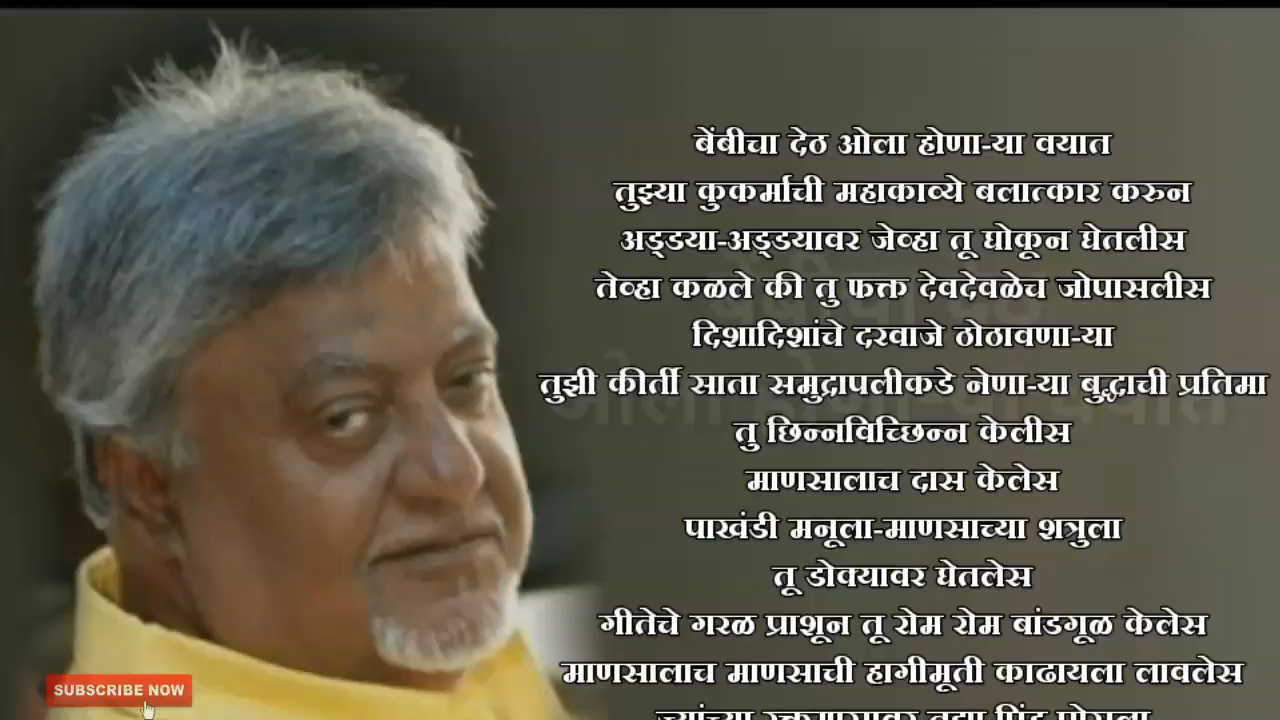 बेंबीचा देठ ओला होणा-या वयात
तुझ्या कुकर्माची महाकाव्ये बलात्कार करुन
अड्डया-अड्डयावर जेव्हा तू घोकून घेतलीस
तेव्हा कळले की तु फक्त देवदेवळेच जोपासलीस
दिशादिशांचे दरवाजे ठोठावणा-या
तुझी कीर्ती साता समुद्रापलीकडे नेणा-या बुद्धाची प्रतिमा
तु छिन्नविच्छिन्न केलीस
माणसालाच दास केलेस
पाखंडी मनूला-माणसाच्या शत्रुला
तू डोक्यावर घेतलेस
गीतेचे गरळ प्राशून तू रोम रोम बांडगूळ केलेस
माणसालाच माणसाची हागीमूती काढायला लावलेस
SUBSCRIBE NOW